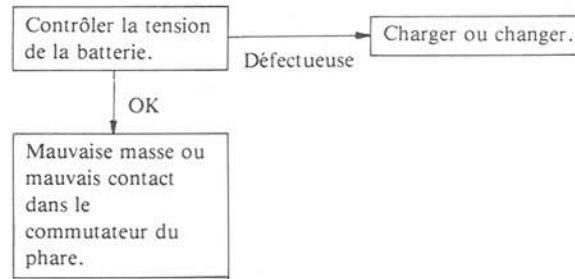 Contrôler la tension
de la batterie.
Défectueuse
Charger ou changer.
OK
Mauvaise masse ou
mauvais contact
dans le
commutateur du
phare.